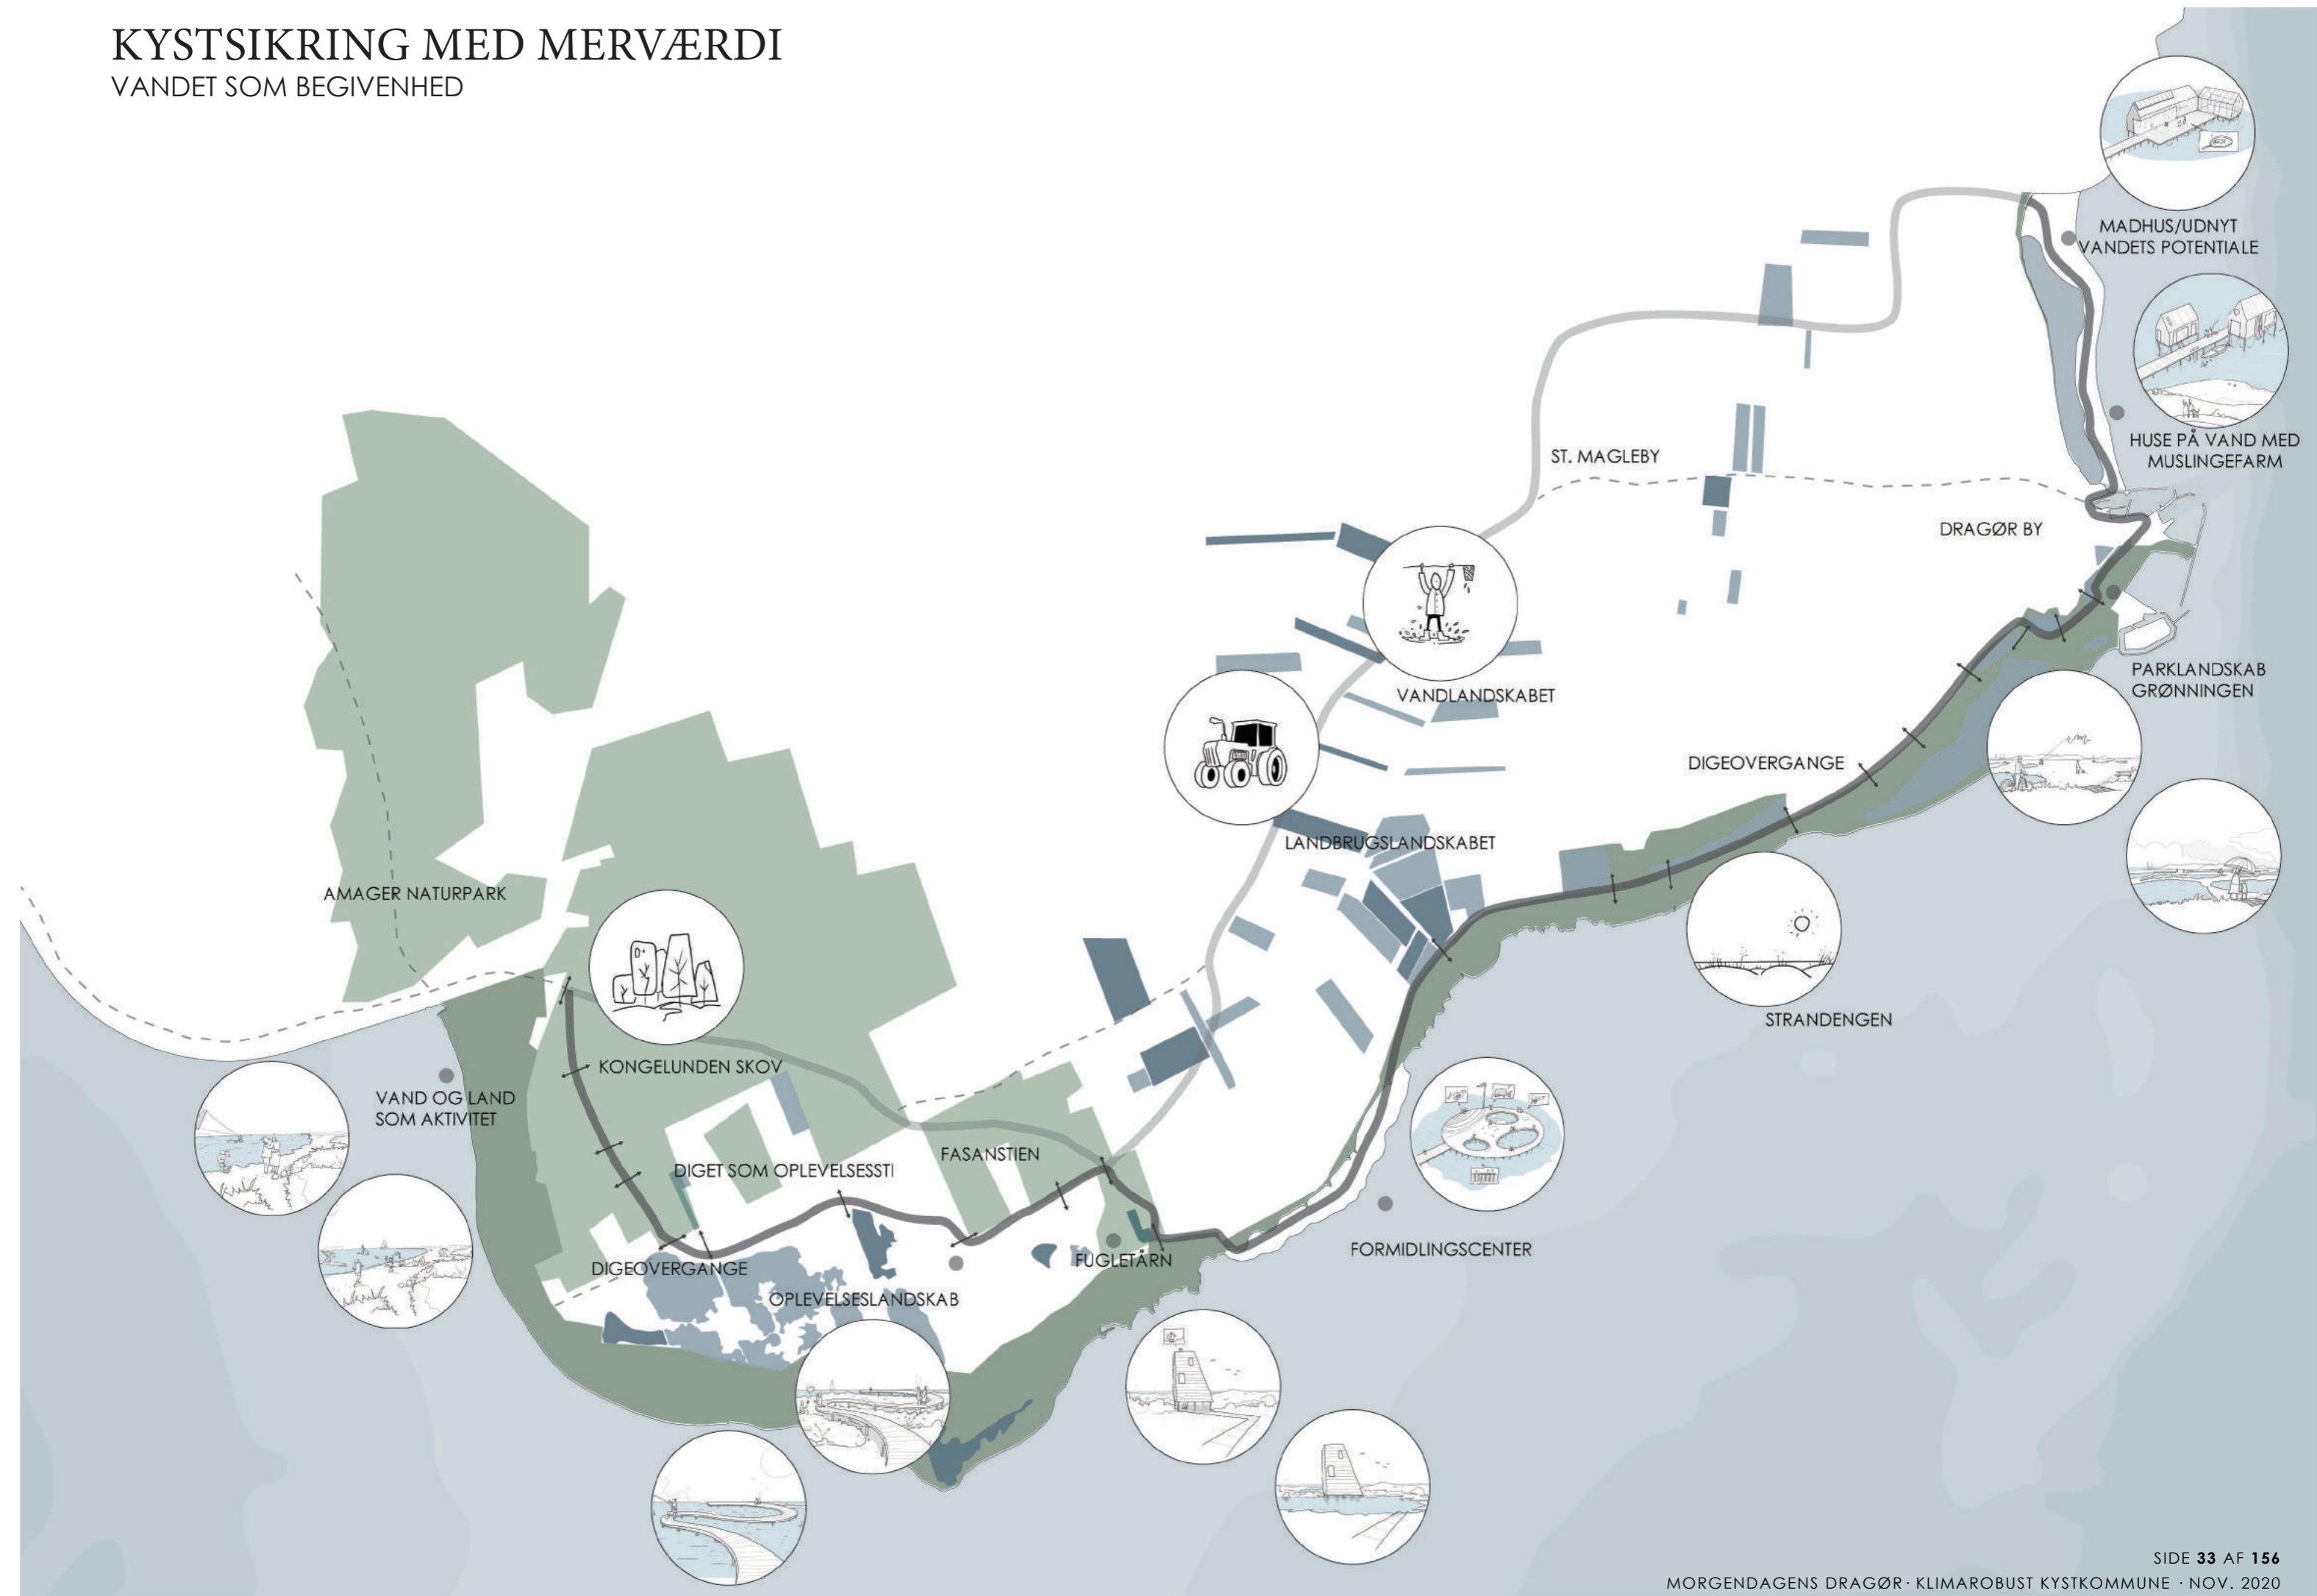 KYSTSIKRING MED MERVÆRDI
VANDET SOM BEGIVENHED
MADHUS/UDNYT
VANDETS POTENTIALE
HUSE PÅ VAND MED
MUSLINGEFARM
ST. MAGLEBY
DRAGØR BY
PARKLANDSKAB
GRØNNINGEN
VANDLANDSKABET
DIGEOVERGANGE
LANDBRUGSLANDSKABET
AMAGER NATURPARK
STRANDENGEN
KONGELUNDEN SKOV
VAND OG LAND
SOM AKTIVITET
FASANSTIEN
DIGET SOM OPLEVELSESSTI
FORMIDLINGSCENTER
FUGLETÅRN
DIGEOVERGANGE
OPLEVELSESLANDSKAB
SIDE 33 AF 156
MORGENDAGENS DRAGØR · KLIMAROBUST KYSTKOMMUNE · NOV. 2020